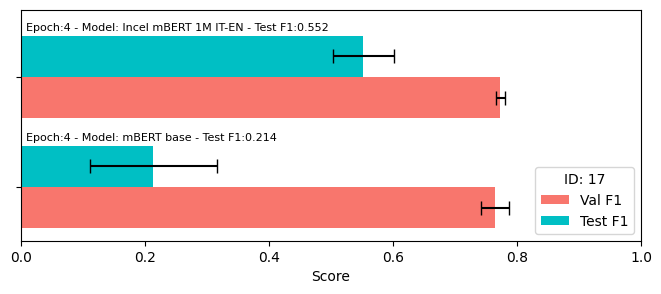 Epoch:4 - Model: Incel mBERT 1M IT-EN - Test F1:0.552
Epoch:4 - Model: mBERT base - Test F1:0.214
ID: 17
Val F1
Test F1
0.0 0.2 0.4 0.6 0.8 1.0
Score